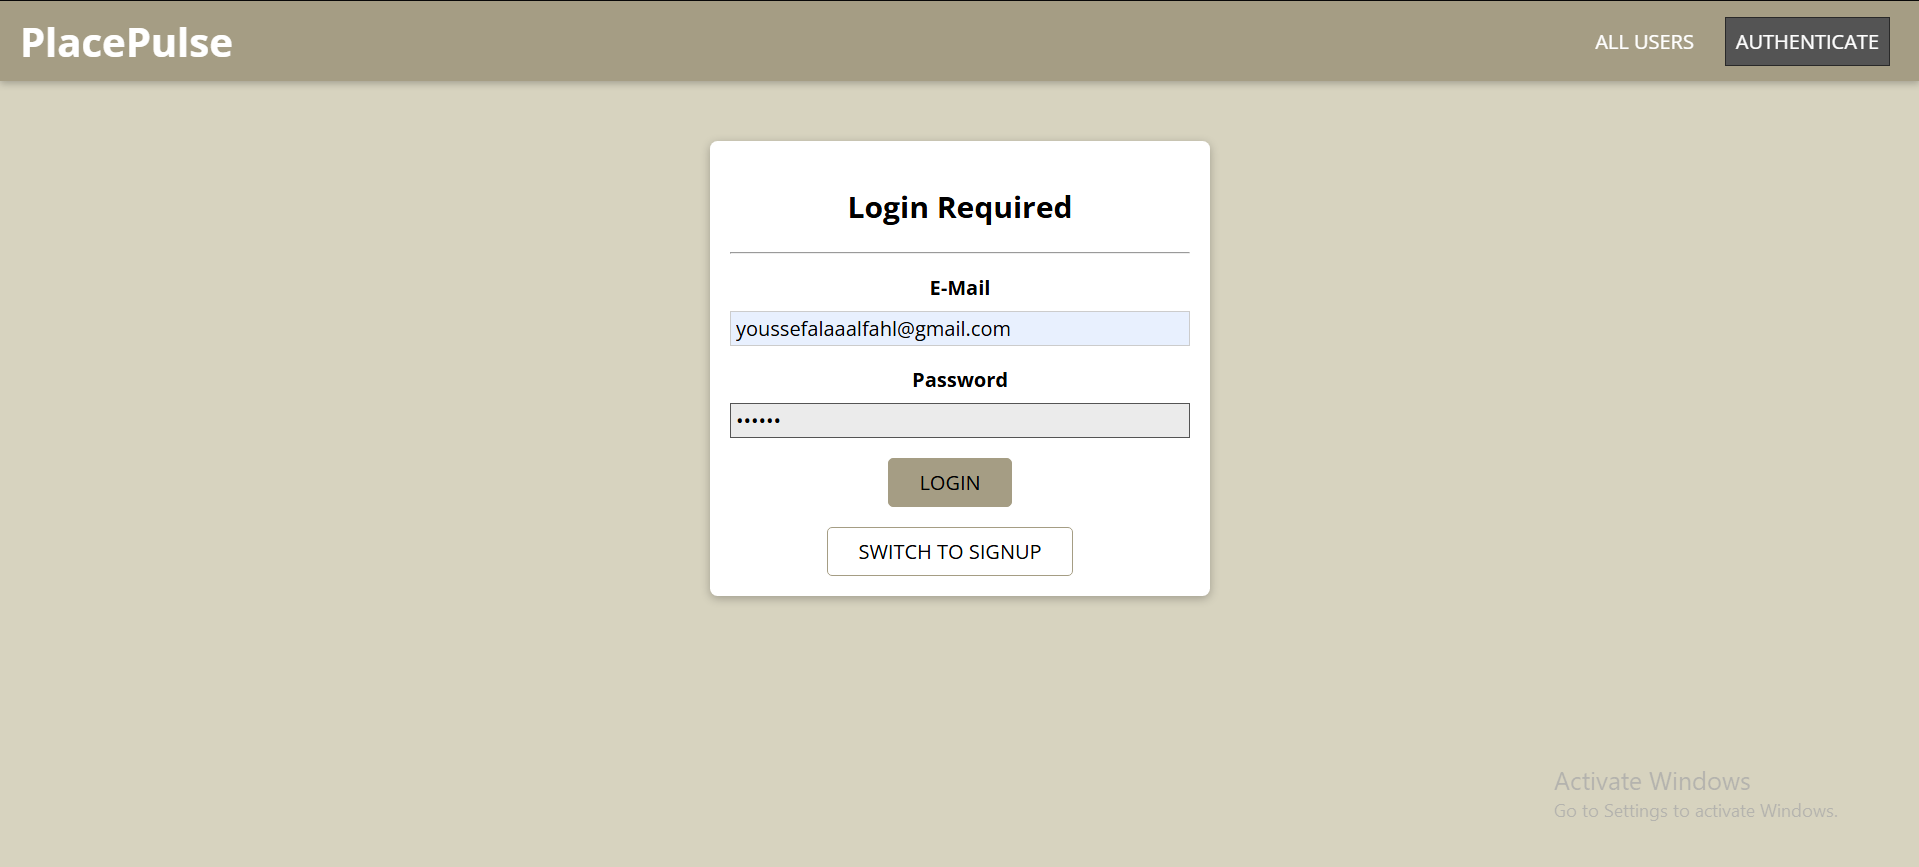 PlacePulse
ALL USERS
AUTHENTICATE
Login Required
E-Mail
youssefalaaalfahl@gmail.com
Password
••••••
LOGIN
SWITCH TO SIGNUP
Activate Windows
Go to Settings to activate Windows.